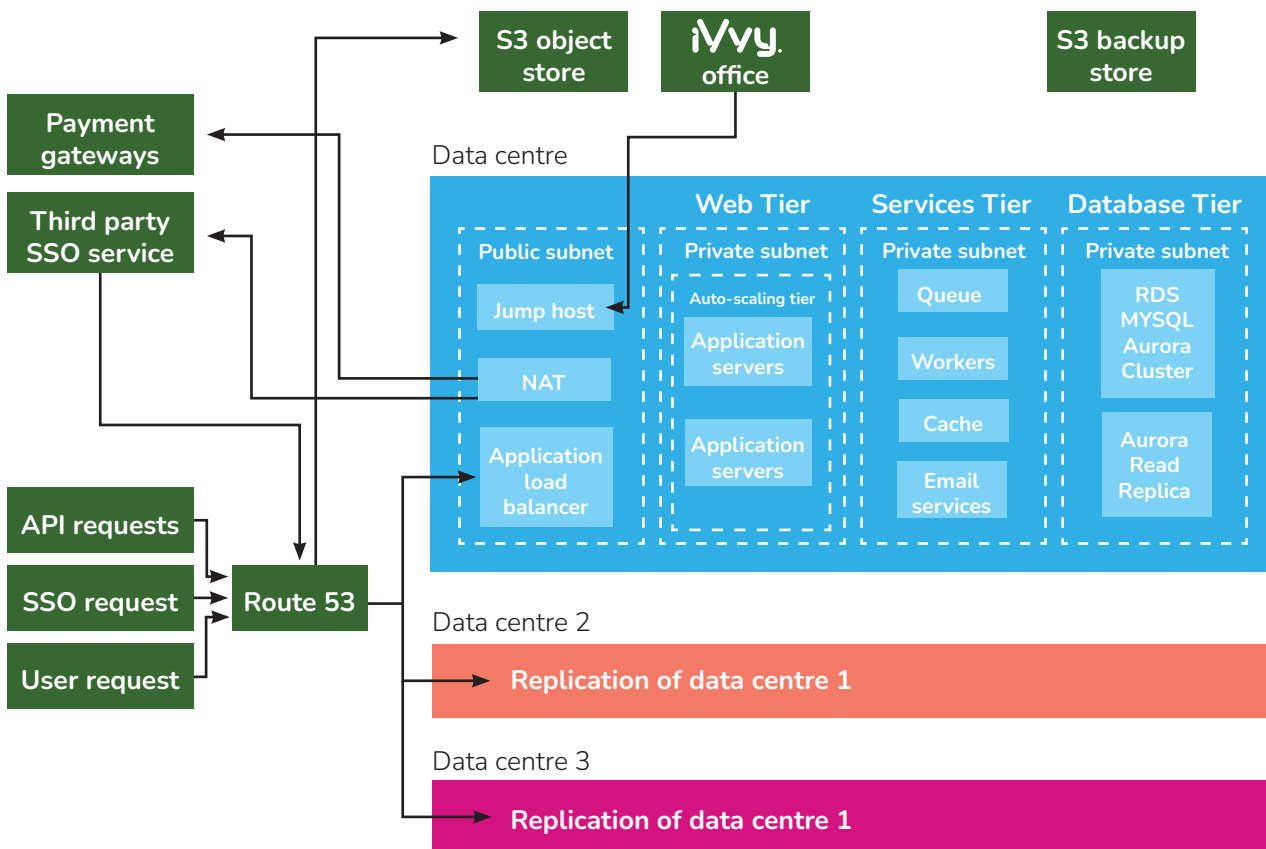 S3 object
store
iVvy.
office
S3 backup
store
Payment
gateways
Third party
SSO service
API requests
SSO request
User request
Route 53
Data centre
Public subnet
Jump host
NAT
Application
load
balancer
Web Tier
Private subnet
Auto-scaling tier
Application
servers
Application
servers
Services Tier
Private subnet
Queue
Workers
Cache
Email
services
Database Tier
Private subnet
RDS
MYSQL
Aurora
Cluster
Aurora
Read
Replica
Data centre 2
Replication of data centre 1
Data centre 3
Replication of data centre 1